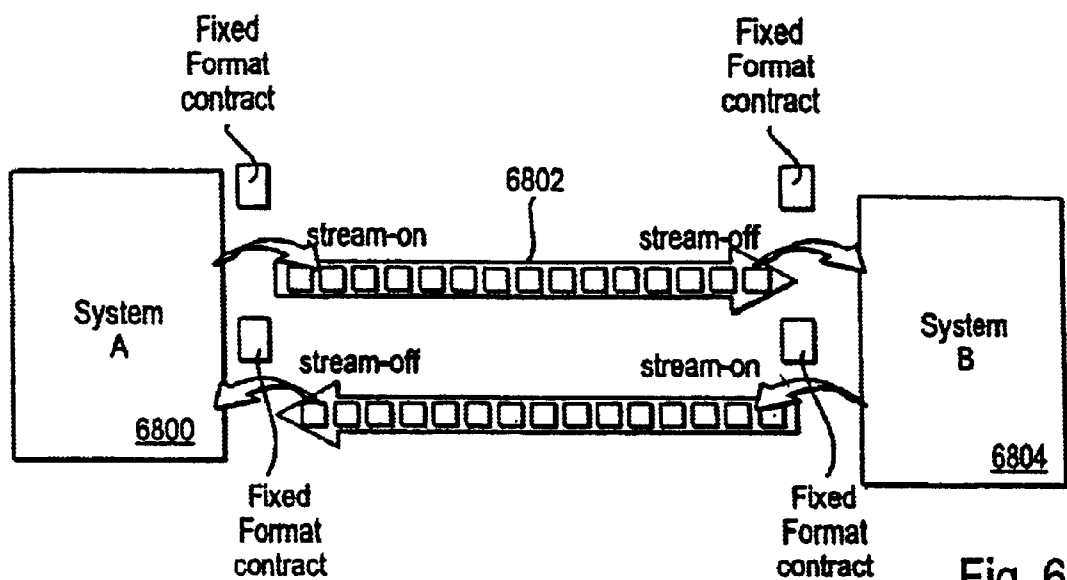 Fixed
Format
contract
Fixed
Format
contract
6802
stream-on
stream-off
System
A
6800
System
B
6804
stream-off
stream-on
Fixed
Format
contract
Fixed
Format
contract